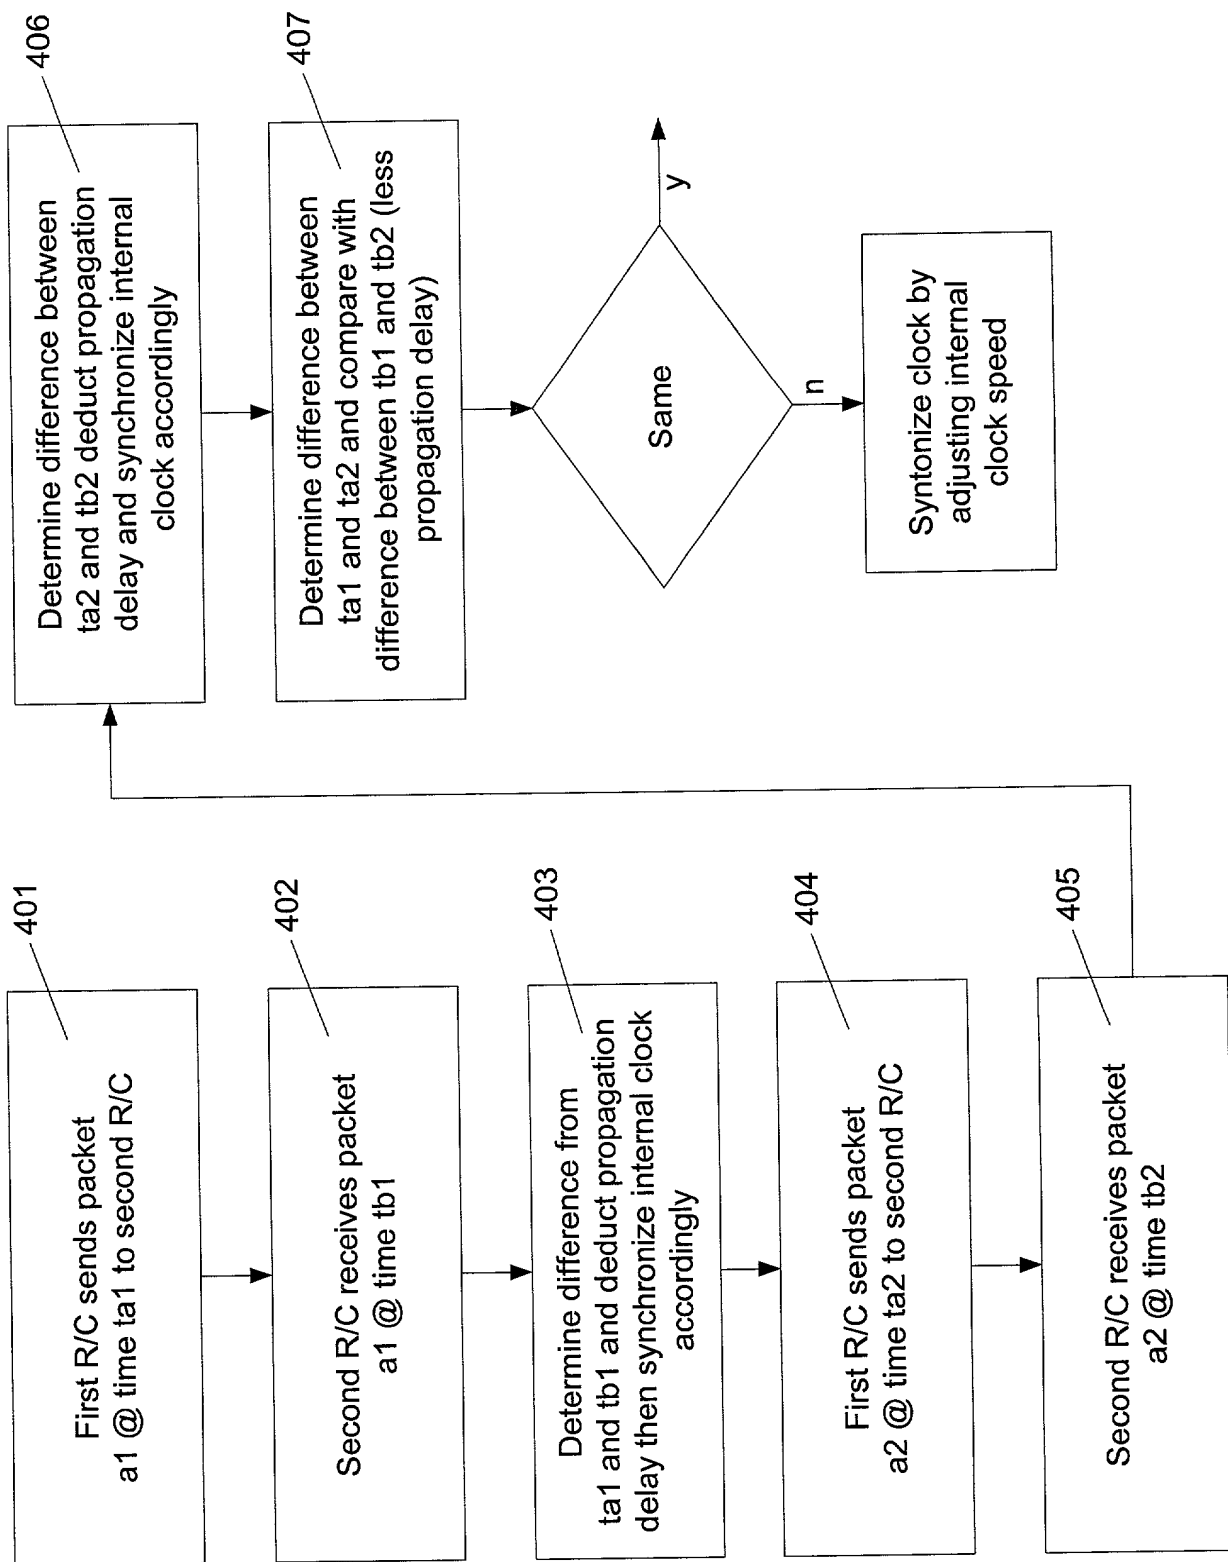 401
First R/C sends packet
a1 @ time ta1 to second R/C
402
Second R/C receives packet
a1 @ time tb1
403
Determine difference from
ta1 and tb1 and deduct propagation
delay then synchronize internal clock
accordingly
404
First R/C sends packet
a2 @ time ta2 to second R/C
405
Second R/C receives packet
a2 @ time tb2
406
Determine difference between
ta2 and tb2 deduct propagation
delay and synchronize internal
clock accordingly
407
Determine difference between
ta1 and ta2 and compare with
difference between tb1 and tb2 (less
propagation delay)
Same
y
n
Syntonize clock by
adjusting internal
clock speed